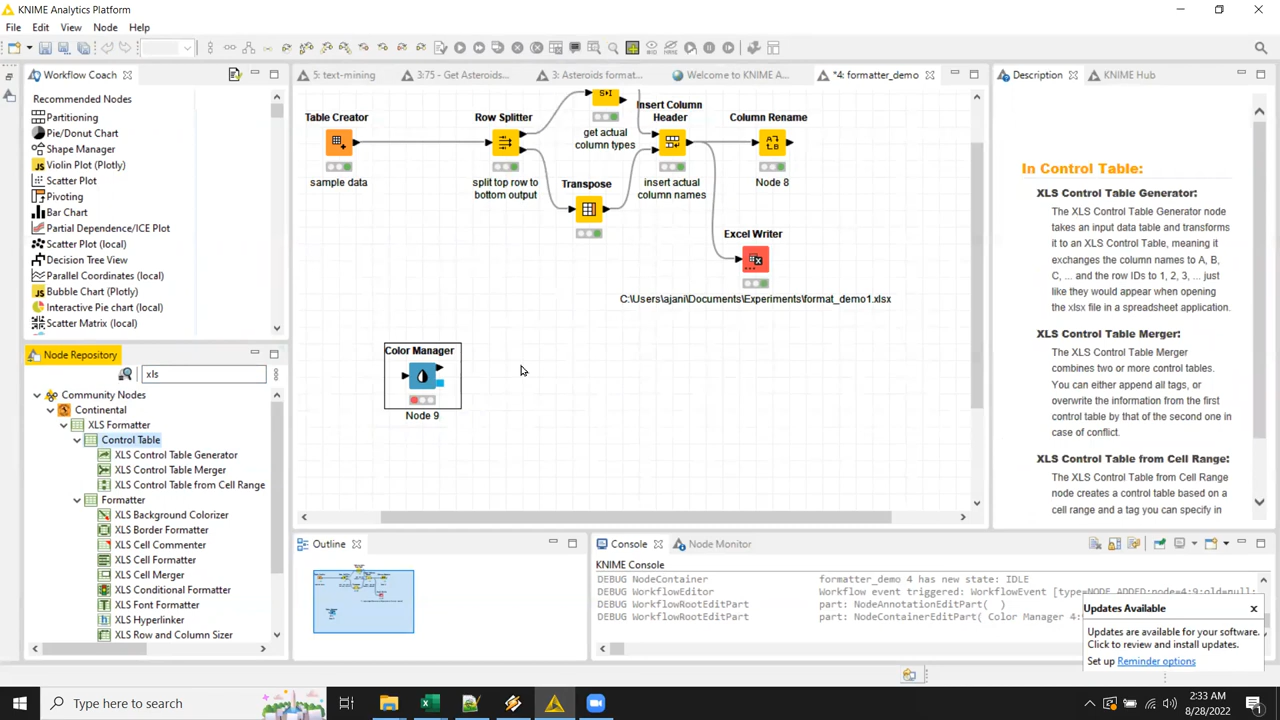 KNIME Analytics Platform
File Edit View Node Help
Workflow Coach
5: text-mining
3:75 - Get Asteroids...
3: Asteroids format...
Welcome to KNIME A...
*4: formatter_demo
Description
KNIME Hub
Recommended Nodes
Partitioning
Pie/Donut Chart
Shape Manager
JS Violin Plot (Plotly)
Scatter Plot
Pivoting
JS Bar Chart
JS Partial Dependence/ICE Plot
Scatter Plot (local)
Decision Tree View
Parallel Coordinates (local)
JS Bubble Chart (Plotly)
Interactive Pie chart (local)
Scatter Matrix (local)
Node Repository
xls
Community Nodes
Continental
XLS Formatter
Control Table
XLS Control Table Generator
XLS Control Table Merger
XLS Control Table from Cell Range
Formatter
XLS Background Colorizer
XLS Border Formatter
XLS Cell Commenter
XLS Cell Formatter
XLS Cell Merger
XLS Conditional Formatter
XLS Font Formatter
XLS Hyperlinker
XLS Row and Column Sizer
Table Creator
sample data
Row Splitter
split top row to
bottom output
S▸I
get actual
column types
Transpose
Insert Column
Header
insert actual
column names
Column Rename
Node 8
Excel Writer
C:\Users\ajani\Documents\Experiments\format_demo1.xlsx
Color Manager
Node 9
In Control Table:
XLS Control Table Generator:
The XLS Control Table Generator node
takes an input data table and transforms
it to an XLS Control Table, meaning it
exchanges the column names to A, B,
C, ... and the row IDs to 1, 2, 3, ... just
like they would appear when opening
the xlsx file in a spreadsheet application.
XLS Control Table Merger:
The XLS Control Table Merger
combines two or more control tables.
You can either append all tags, or
overwrite the information from the first
control table by that of the second one in
case of conflict.
XLS Control Table from Cell Range:
The XLS Control Table from Cell Range
node creates a control table based on a
cell range and a tag you can specify in
Outline
Console
Node Monitor
KNIME Console
DEBUG NodeContainer formatter_demo 4 has new state: IDLE
DEBUG WorkflowEditor Workflow event triggered: WorkflowEvent [type=NODE_ADDED;node=4:9;old=null;
DEBUG WorkflowRootEditPart part: NodeAnnotationEditPart( )
DEBUG WorkflowRootEditPart part: NodeContainerEditPart( Color Manager 4:9
Updates Available
Updates are available for your software.
Click to review and install updates.
Set up Reminder options
Type here to search
2:33 AM
8/28/2022